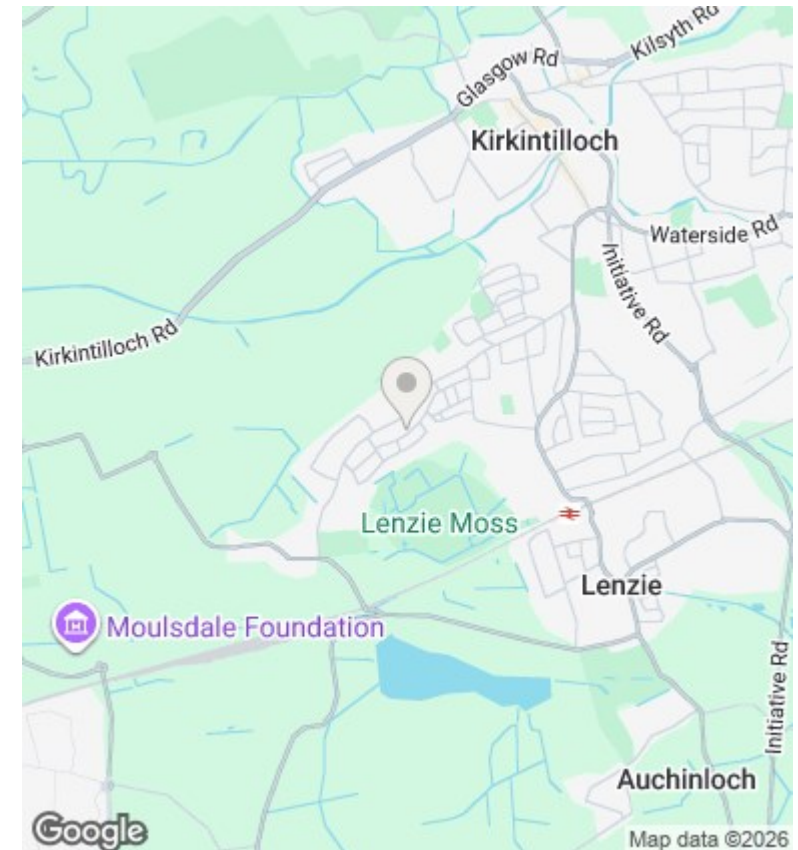 Kilsyth Rd
Glasgow Rd
Kirkintilloch
Waterside Rd
Initiative Rd
Kirkintilloch Rd
Lenzie Moss
Lenzie
Moulsdale Foundation
Initiative Rd
Auchinloch
Google
Map data ©2026